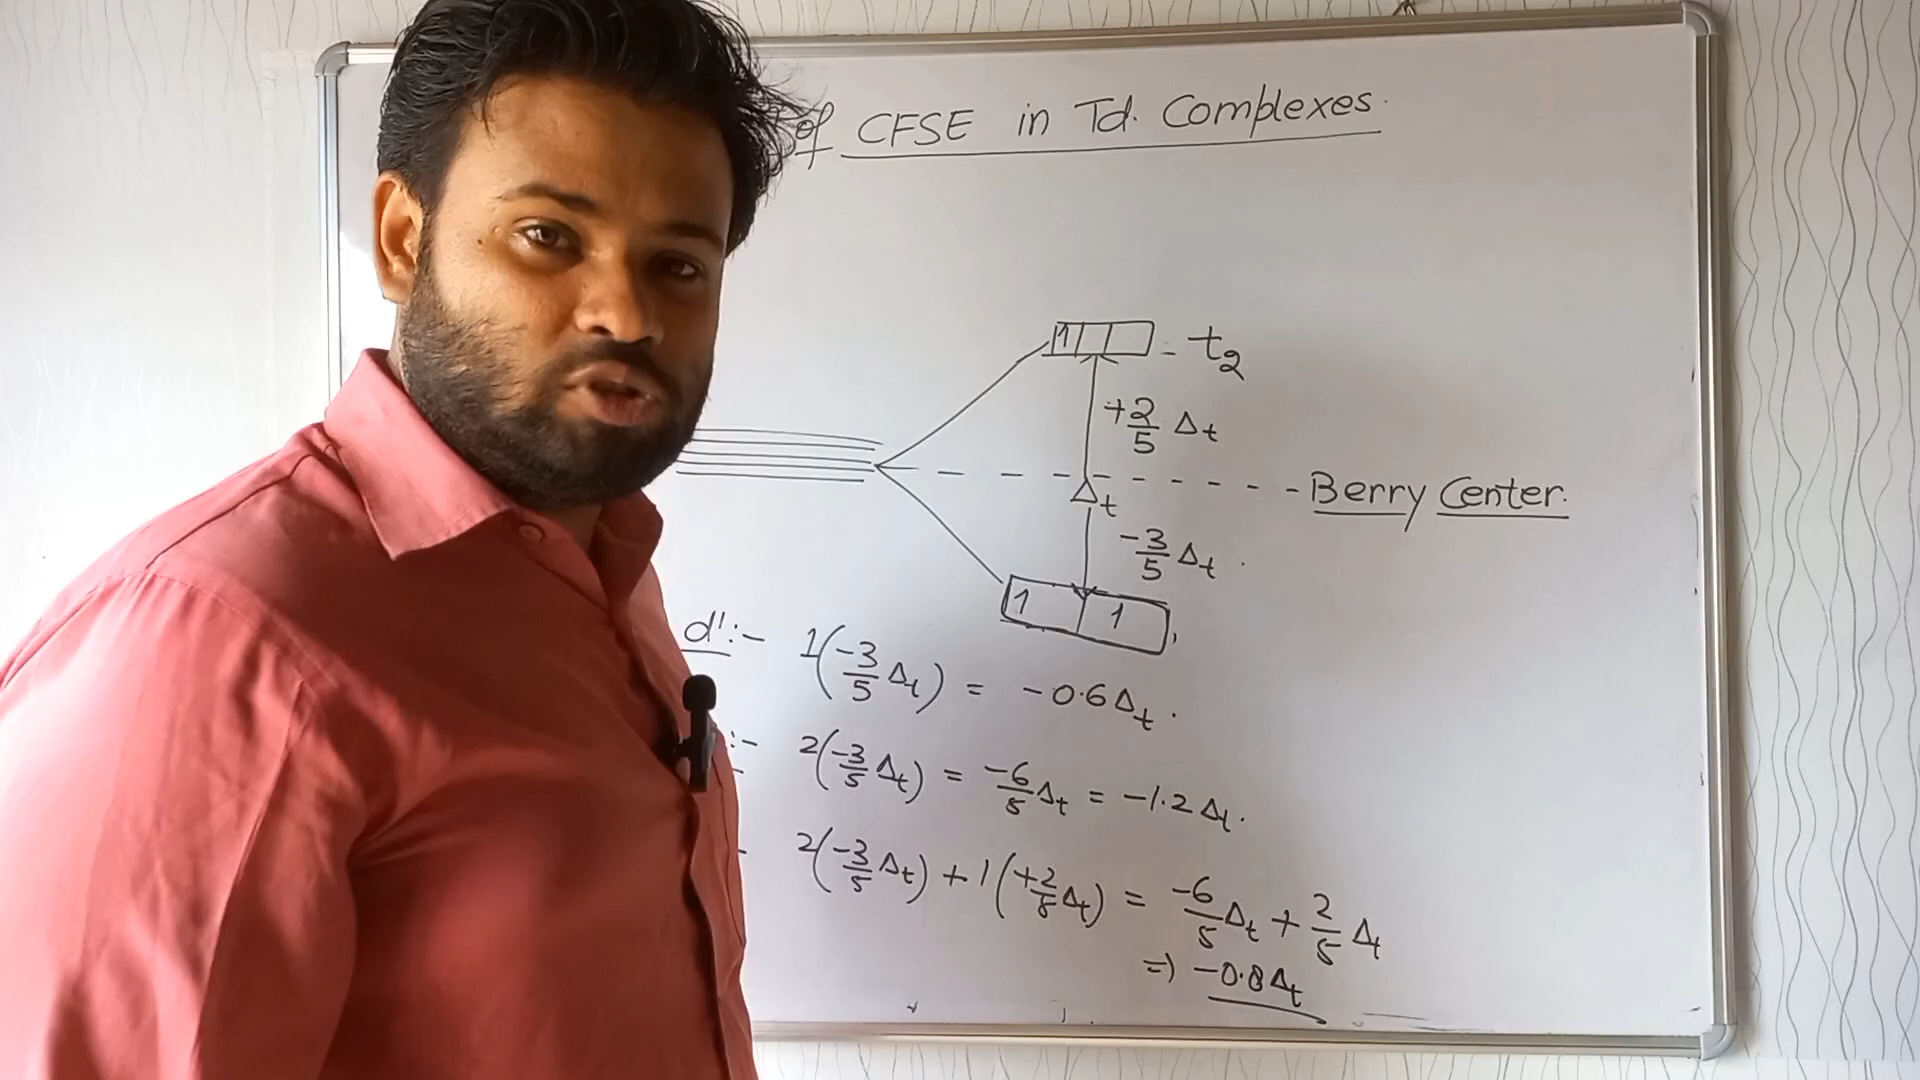 of CFSE in Td. Complexes.
1 = t₂
+2/5 Δt
- Berry Center.
Δt
-3/5 Δt .
1 1
d¹:- 1(-3/5 Δt) = -0.6Δt .
:- 2(-3/5 Δt) = -6/5 Δt = -1.2 Δt.
- 2(-3/5 Δt) + 1(+2/5 Δt) = -6/5 Δt + 2/5 Δt
=) -0.8Δt